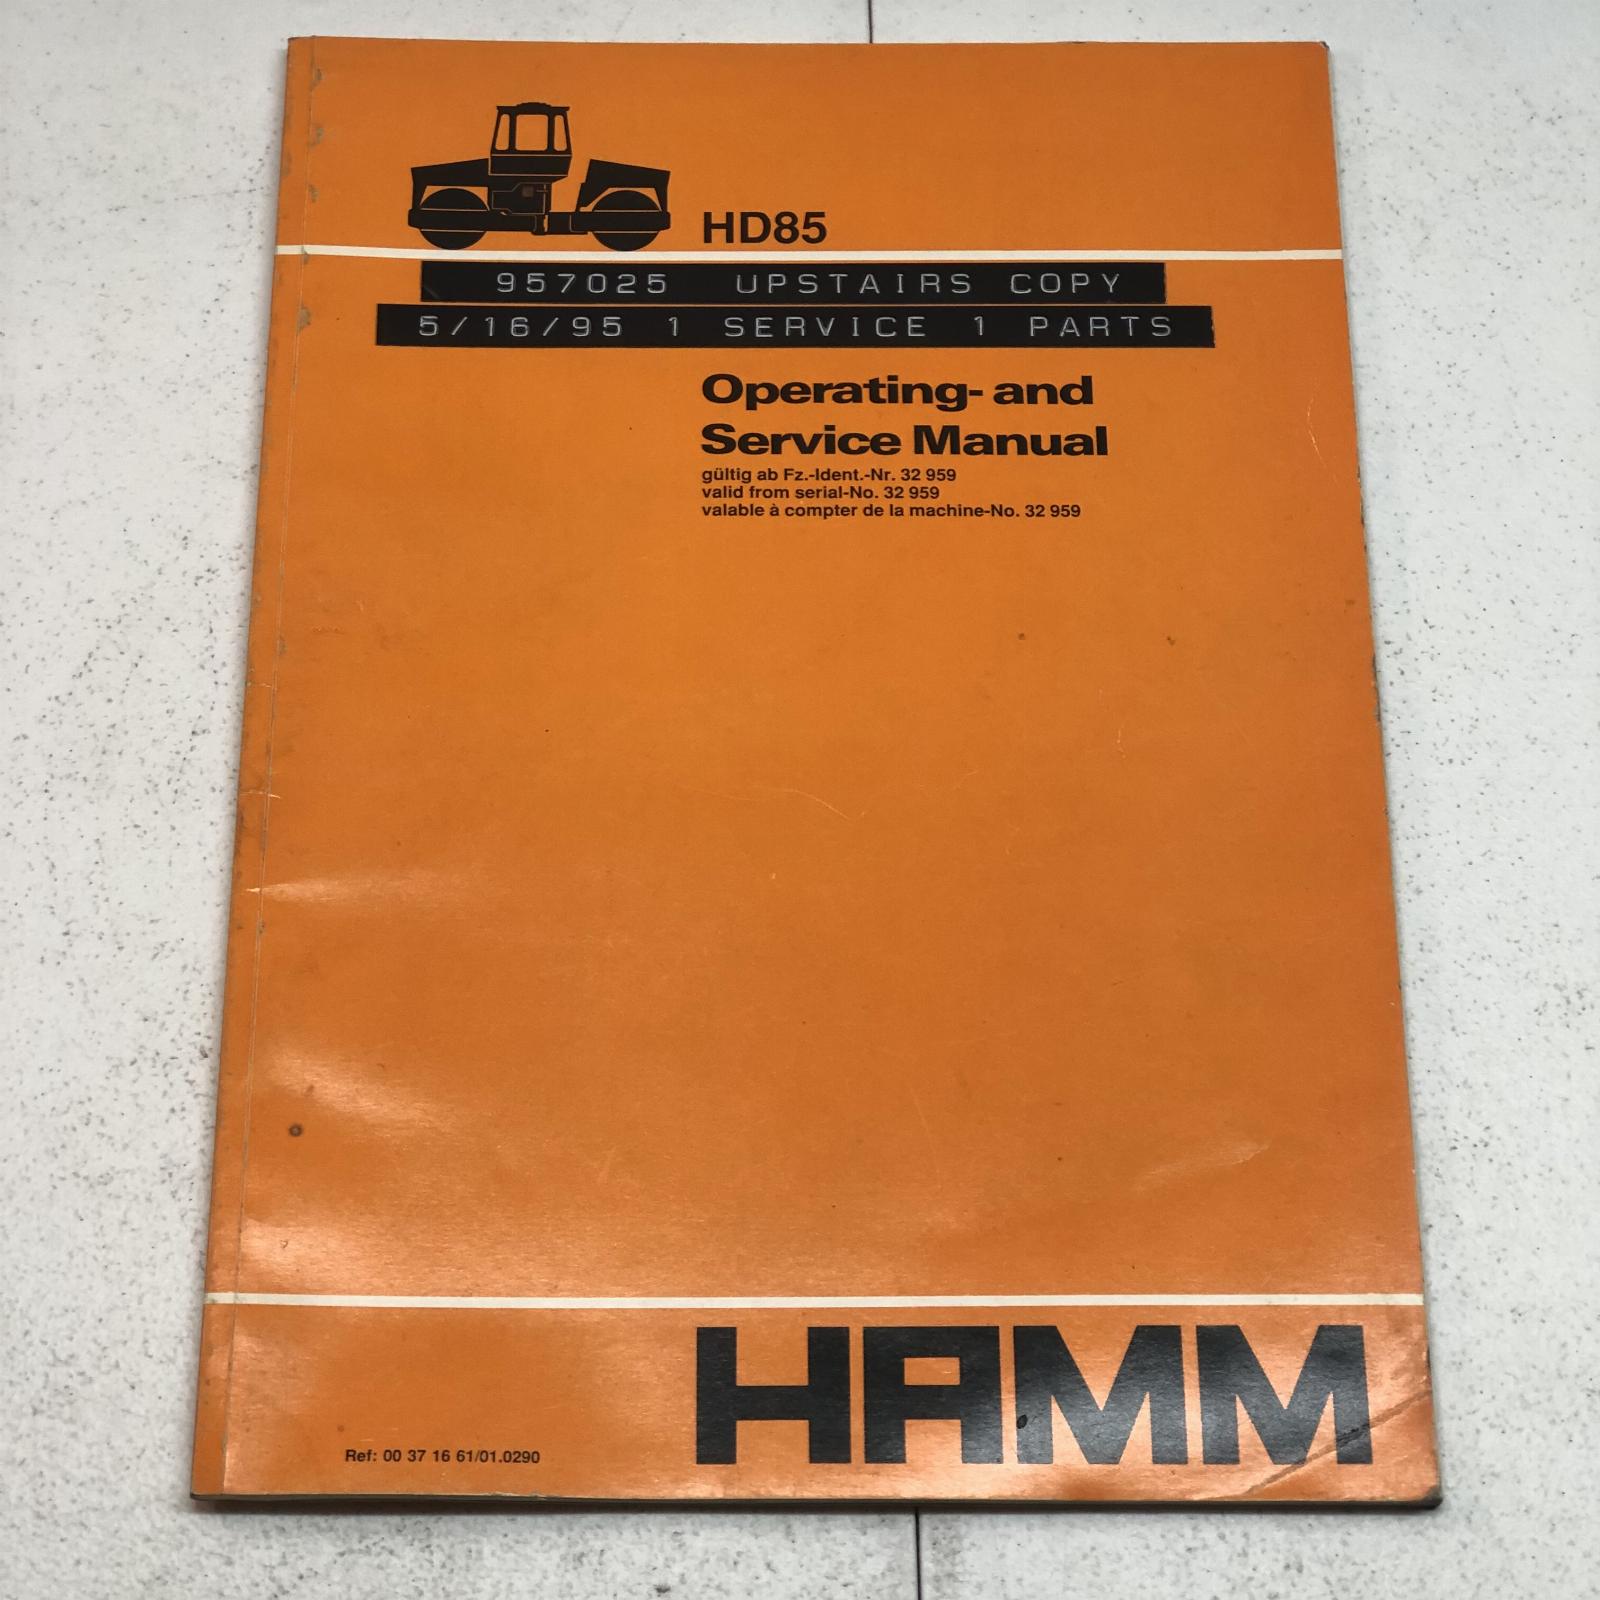 HD85
957025 UPSTAIRS COPY
5/16/95 1 SERVICE 1 PARTS
Operating- and
Service Manual
gültig ab Fz.-Ident.-Nr. 32 959
valid from serial-No. 32 959
valable à compter de la machine-No. 32 959
HAMM
Ref: 00 37 16 61/01.0290